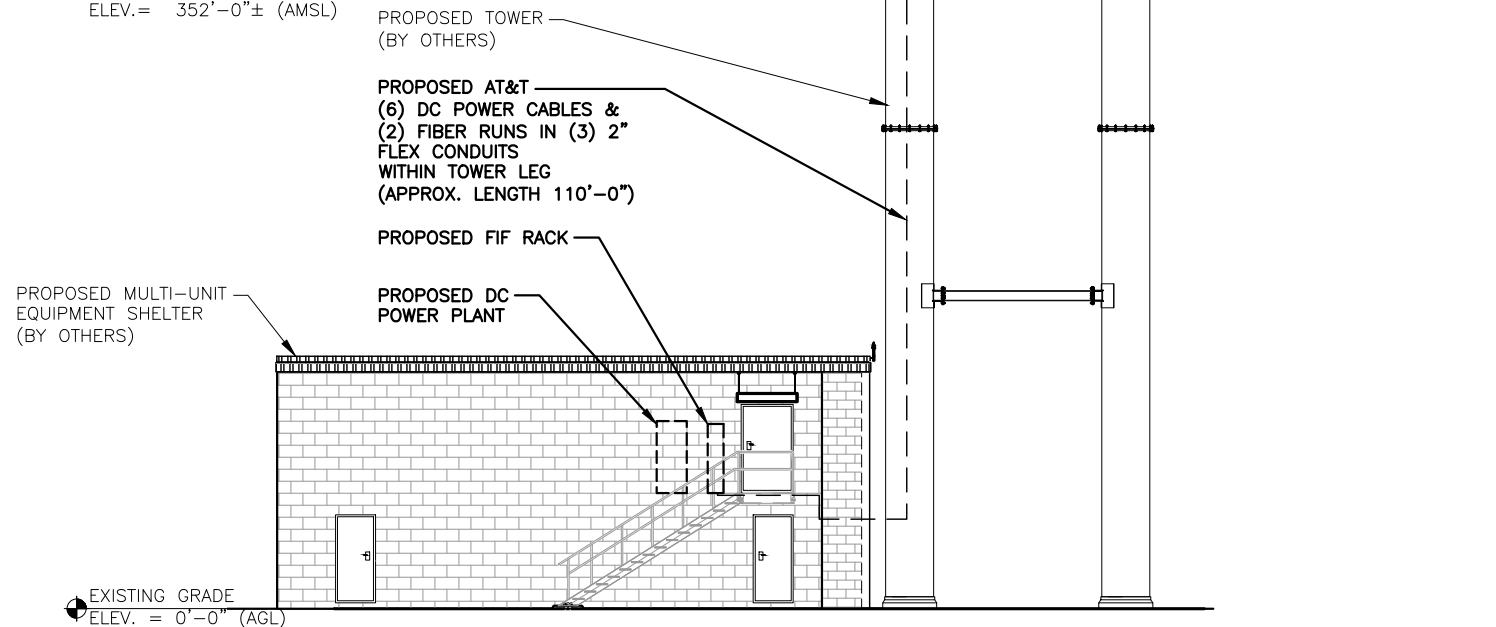 ELEV.= 352'-0"± (AMSL)
PROPOSED TOWER
(BY OTHERS)
PROPOSED AT&T
(6) DC POWER CABLES &
(2) FIBER RUNS IN (3) 2"
FLEX CONDUITS
WITHIN TOWER LEG
(APPROX. LENGTH 110'-0")
PROPOSED FIF RACK
PROPOSED DC
POWER PLANT
PROPOSED MULTI-UNIT
EQUIPMENT SHELTER
(BY OTHERS)
EXISTING GRADE
ELEV. = 0'-0" (AGL)